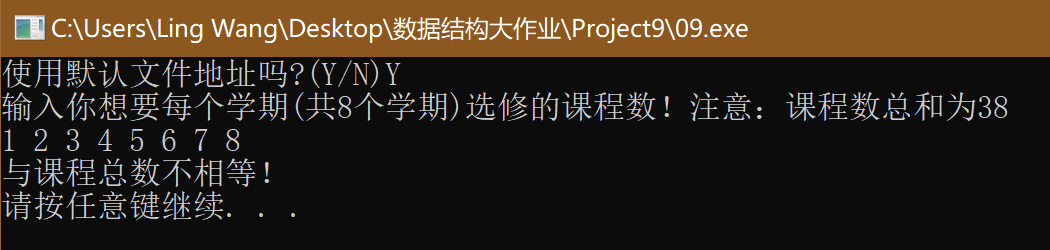 C:\Users\Ling Wang\Desktop\数据结构大作业\Project9\09.exe
使用默认文件地址吗?(Y/N)Y
输入你想要每个学期(共8个学期)选修的课程数！注意：课程数总和为38
1 2 3 4 5 6 7 8
与课程总数不相等！
请按任意键继续. . .